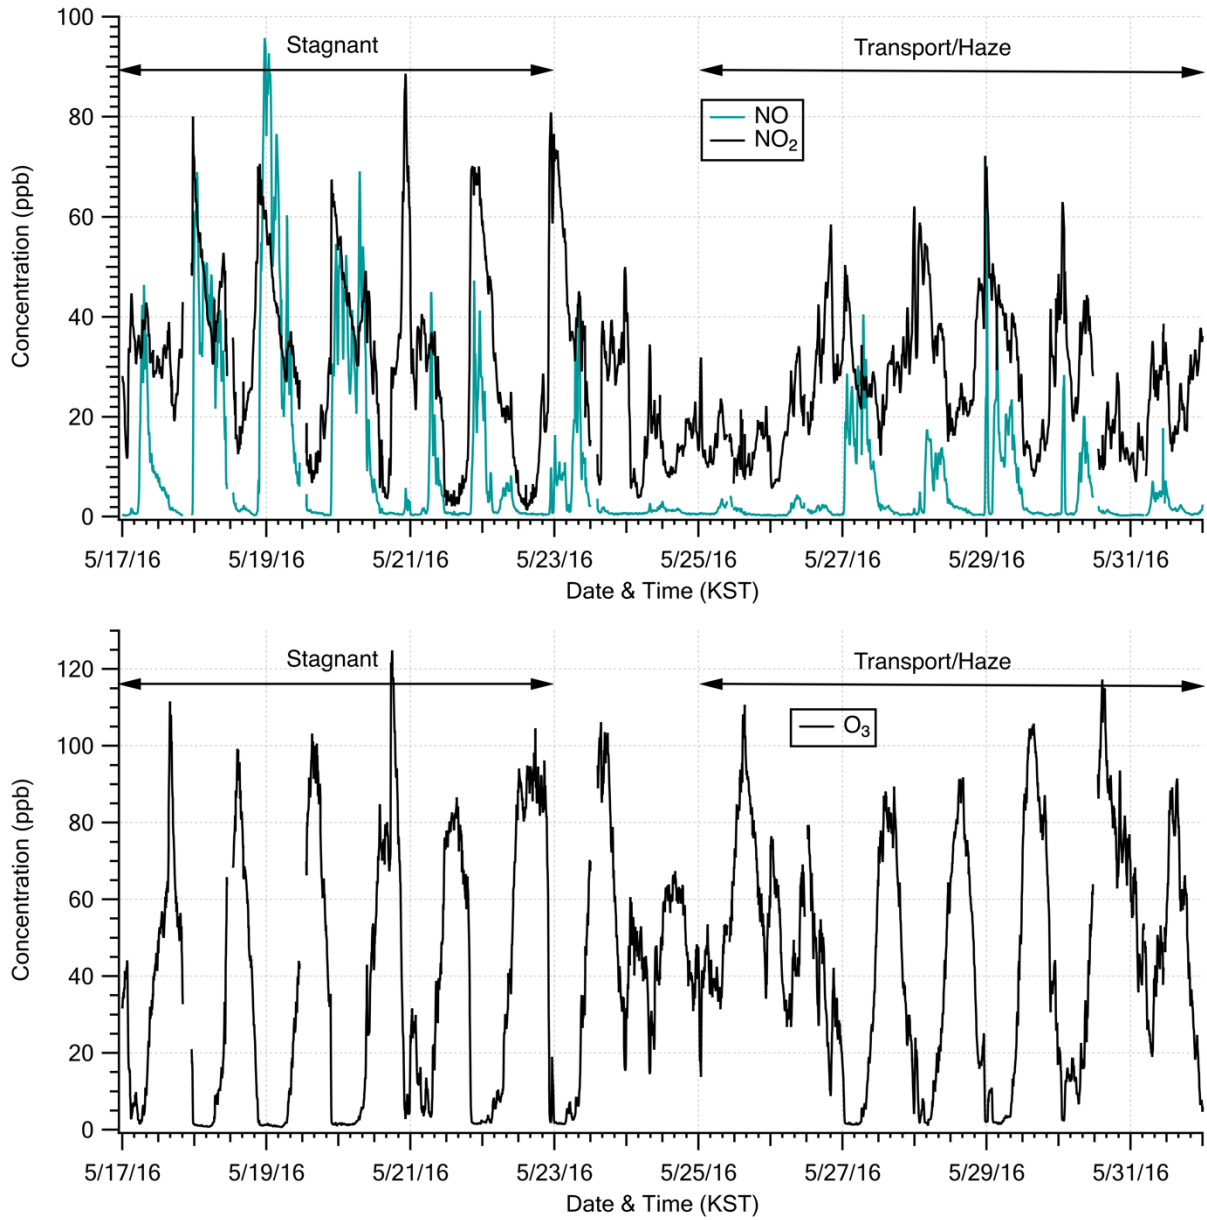 100
80
60
40
20
0
Concentration (ppb)
Stagnant
Transport/Haze
NO
NO₂
5/17/16 5/19/16 5/21/16 5/23/16 5/25/16 5/27/16 5/29/16 5/31/16
Date & Time (KST)
120
100
80
60
40
20
0
Concentration (ppb)
Stagnant
Transport/Haze
O₃
5/17/16 5/19/16 5/21/16 5/23/16 5/25/16 5/27/16 5/29/16 5/31/16
Date & Time (KST)